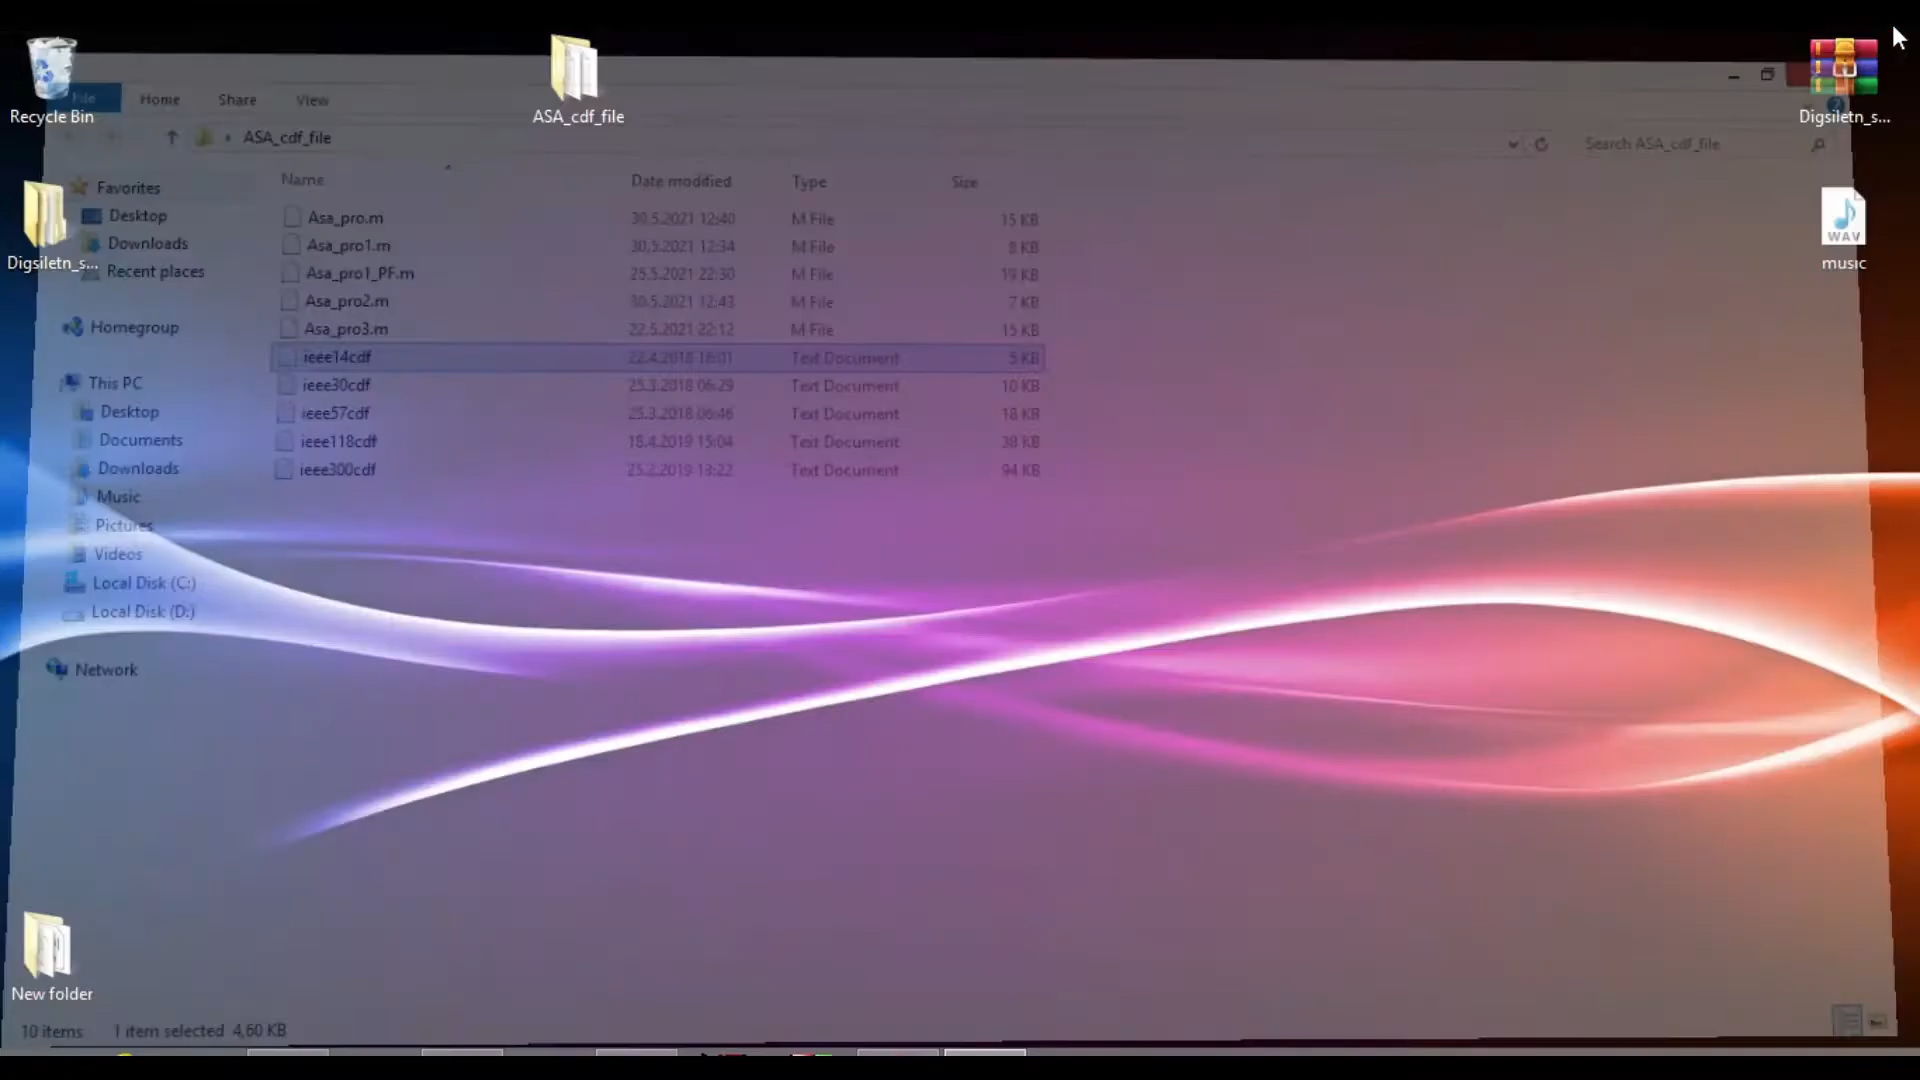 Recycle Bin
ASA_cdf_file
Digsiletn_s...
File Home Share View
ASA_cdf_file
Search ASA_cdf_file
Name Date modified Type Size
Favorites
Desktop
Downloads
Recent places
Homegroup
This PC
Desktop
Documents
Downloads
Music
Pictures
Videos
Local Disk (C:)
Local Disk (D:)
Network
Asa_pro.m 30.5.2021 12:40 M File 15 KB
Asa_pro1.m 30.5.2021 12:34 M File 8 KB
Asa_pro1_PF.m 25.5.2021 22:30 M File 19 KB
Asa_pro2.m 30.5.2021 12:43 M File 7 KB
Asa_pro3.m 22.5.2021 22:12 M File 15 KB
ieee14cdf 22.4.2018 16:01 Text Document 5 KB
ieee30cdf 25.3.2018 06:29 Text Document 10 KB
ieee57cdf 25.3.2018 06:46 Text Document 18 KB
ieee118cdf 18.4.2019 15:04 Text Document 38 KB
ieee300cdf 25.2.2019 13:22 Text Document 94 KB
Digsiletn_s...
WAV
music
New folder
10 items 1 item selected 4,60 KB